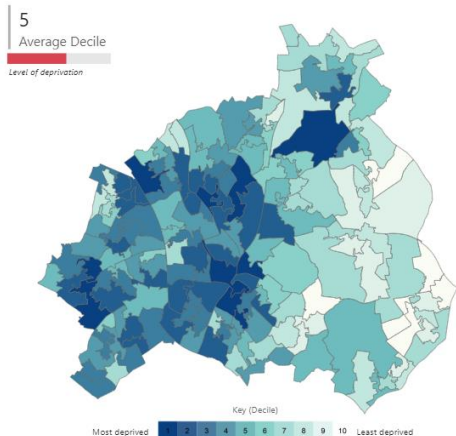 5
Average Decile
Level of deprivation
Key (Decile)
Most deprived 1 2 3 4 5 6 7 8 9 10 Least deprived